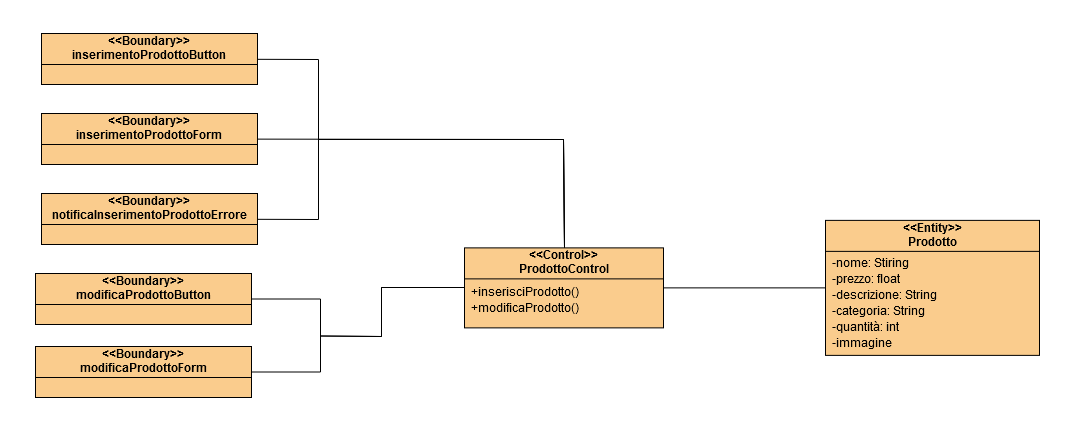 <<Boundary>>
inserimentoProdottoButton
<<Boundary>>
inserimentoProdottoForm
<<Boundary>>
notificaInserimentoProdottoErrore
<<Boundary>>
modificaProdottoButton
<<Boundary>>
modificaProdottoForm
<<Control>>
ProdottoControl
+inserisciProdotto()
+modificaProdotto()
<<Entity>>
Prodotto
-nome: Stiring
-prezzo: float
-descrizione: String
-categoria: String
-quantità: int
-immagine